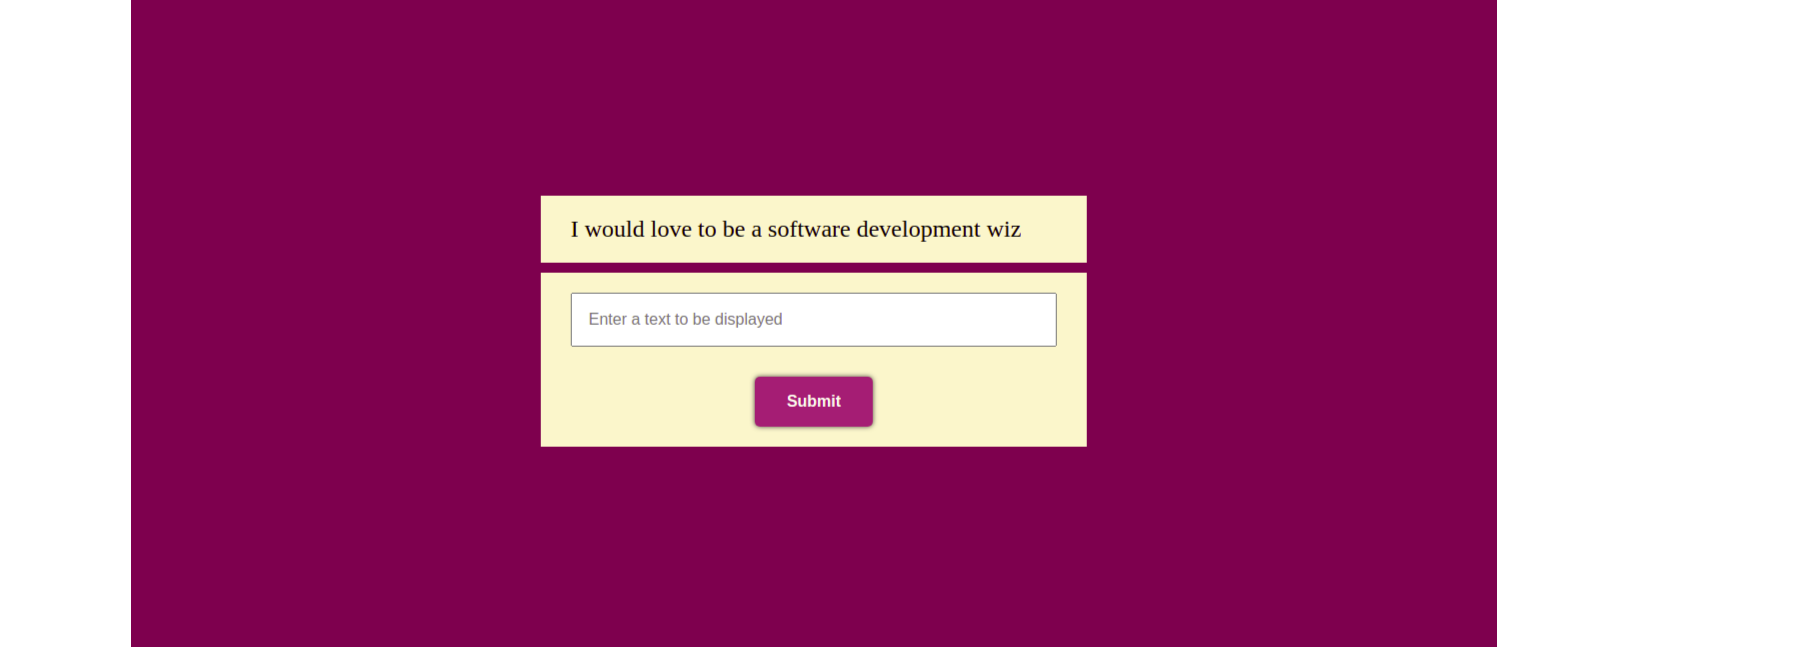 I would love to be a software development wiz
Enter a text to be displayed
Submit